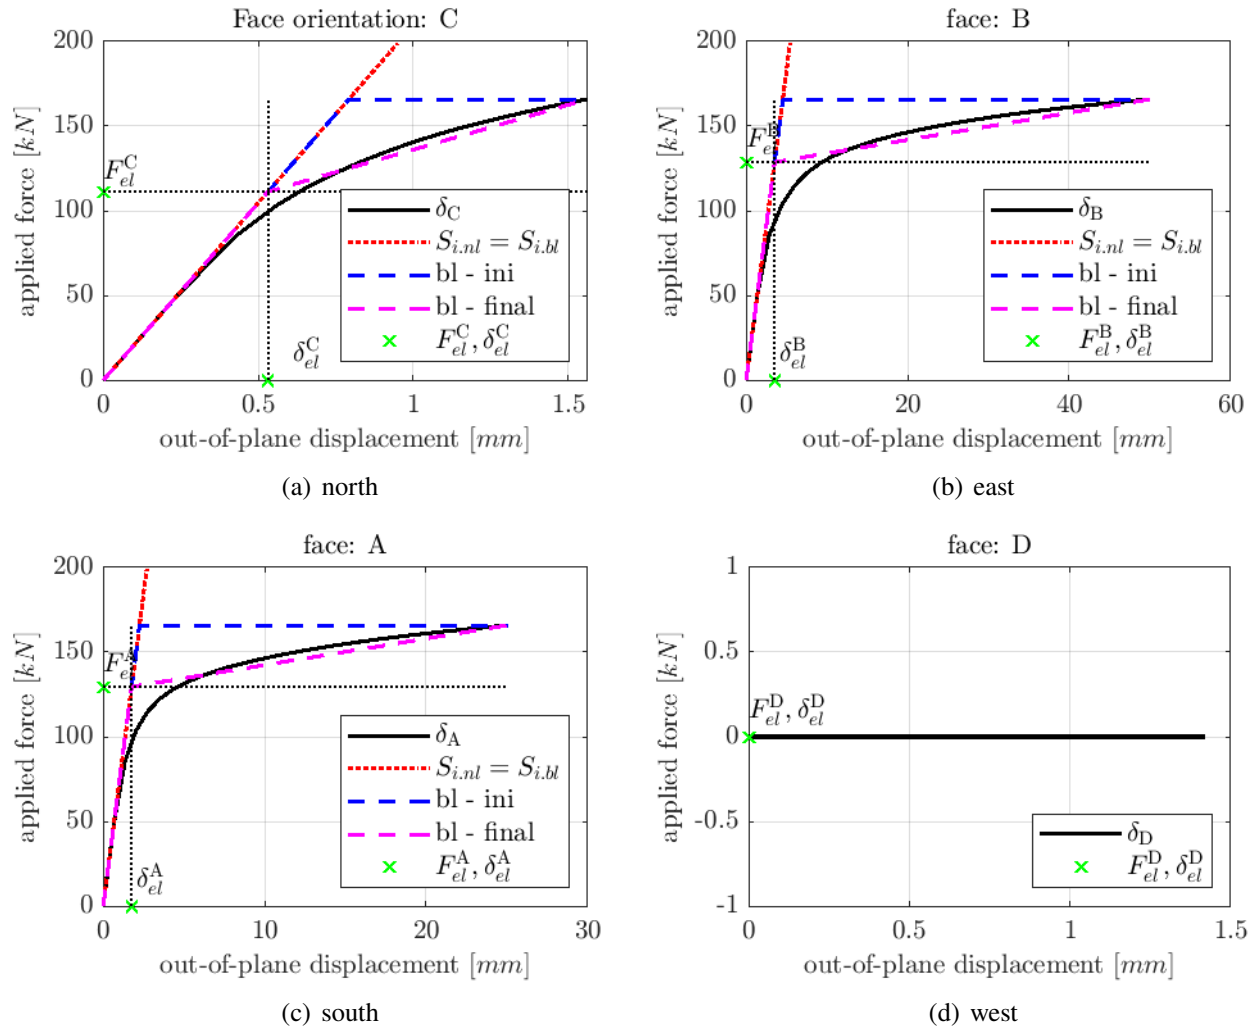 Face orientation: C
200
150
100
50
0
applied force [kN]
F_el^C
δ_el^C
δ_C
S_i.nl = S_i.bl
bl - ini
bl - final
F_el^C, δ_el^C
0 0.5 1 1.5
out-of-plane displacement [mm]
(a) north
face: B
200
150
100
50
0
applied force [kN]
δ_el^B
δ_B
S_i.nl = S_i.bl
bl - ini
bl - final
F_el^B, δ_el^B
0 20 40 60
out-of-plane displacement [mm]
(b) east
face: A
200
150
100
50
0
applied force [kN]
δ_el^A
δ_A
S_i.nl = S_i.bl
bl - ini
bl - final
F_el^A, δ_el^A
0 10 20 30
out-of-plane displacement [mm]
(c) south
face: D
1
0.5
0
-0.5
-1
applied force [kN]
F_el^D, δ_el^D
δ_D
F_el^D, δ_el^D
0 0.5 1 1.5
out-of-plane displacement [mm]
(d) west